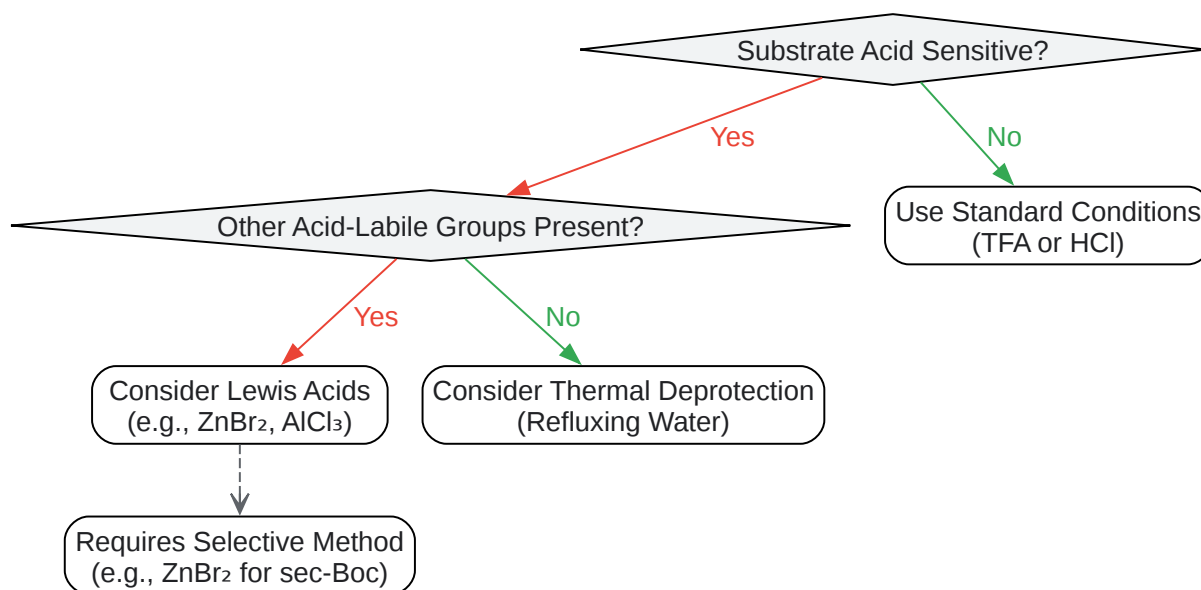 Substrate Acid Sensitive?
Yes
No
Other Acid-Labile Groups Present?
Use Standard Conditions
(TFA or HCl)
Yes
No
Consider Lewis Acids
(e.g., ZnBr₂, AlCl₃)
Consider Thermal Deprotection
(Refluxing Water)
Requires Selective Method
(e.g., ZnBr₂ for sec-Boc)